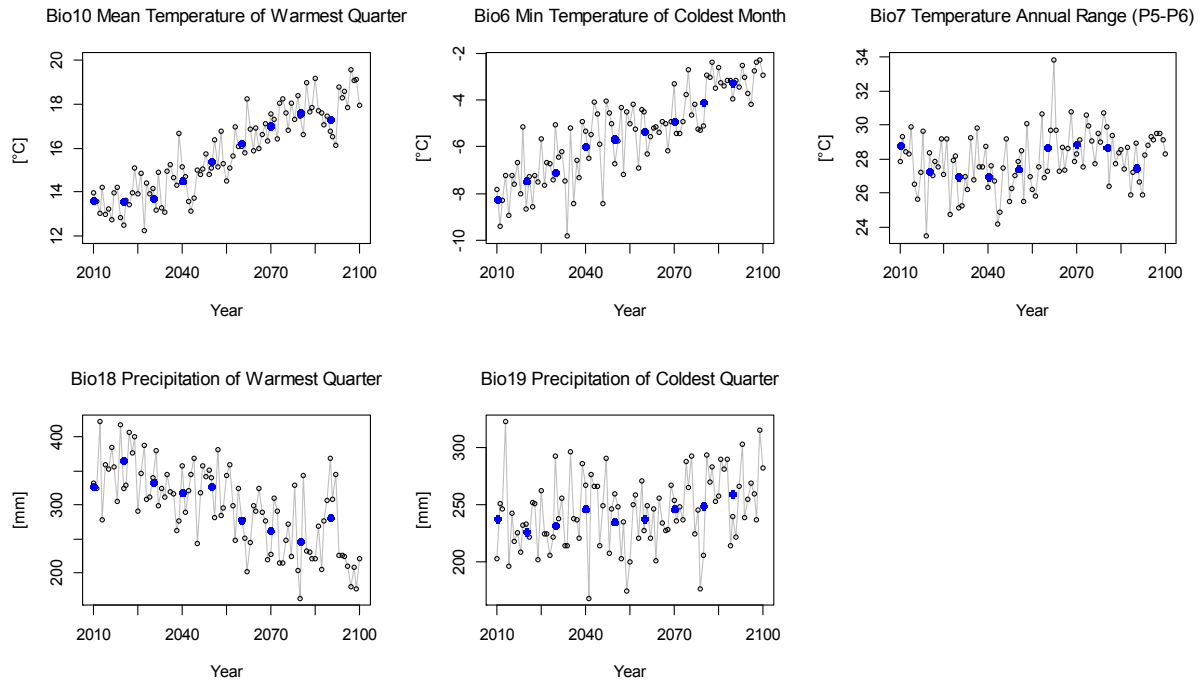 Bio10 Mean Temperature of Warmest Quarter
[°C]
20
18
16
14
12
2010
2040
2070
2100
Year
Bio6 Min Temperature of Coldest Month
[°C]
-2
-4
-6
-8
-10
2010
2040
2070
2100
Year
Bio7 Temperature Annual Range (P5-P6)
[°C]
34
32
30
28
26
24
2010
2040
2070
2100
Year
Bio18 Precipitation of Warmest Quarter
[mm]
400
300
200
2010
2040
2070
2100
Year
Bio19 Precipitation of Coldest Quarter
[mm]
300
250
200
2010
2040
2070
2100
Year